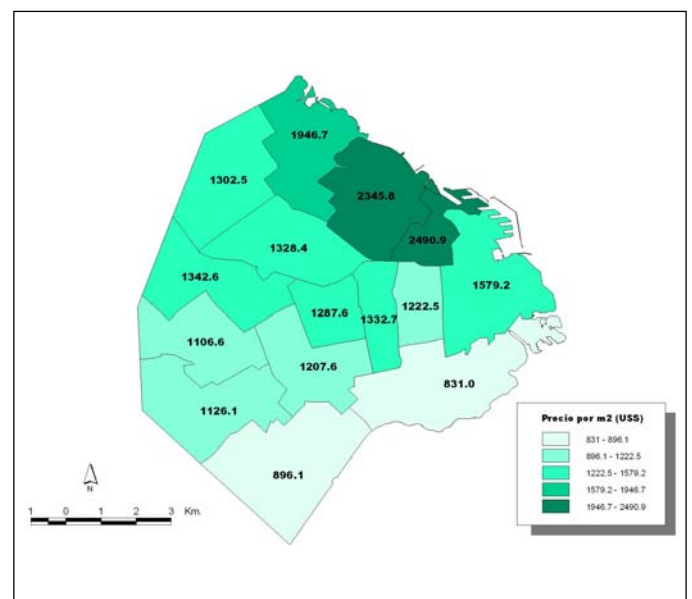 1946.7
1302.5
2345.8
2490.9
1328.4
1342.6
1579.2
1287.6
1332.7
1222.5
1106.6
1207.6
831.0
1126.1
896.1
Precio per m2 (US$)
831 - 896.1
896.1 - 1222.5
1222.5 - 1579.2
1579.2 - 1946.7
1946.7 - 2490.9
N
1 0 1 2 3 Km.